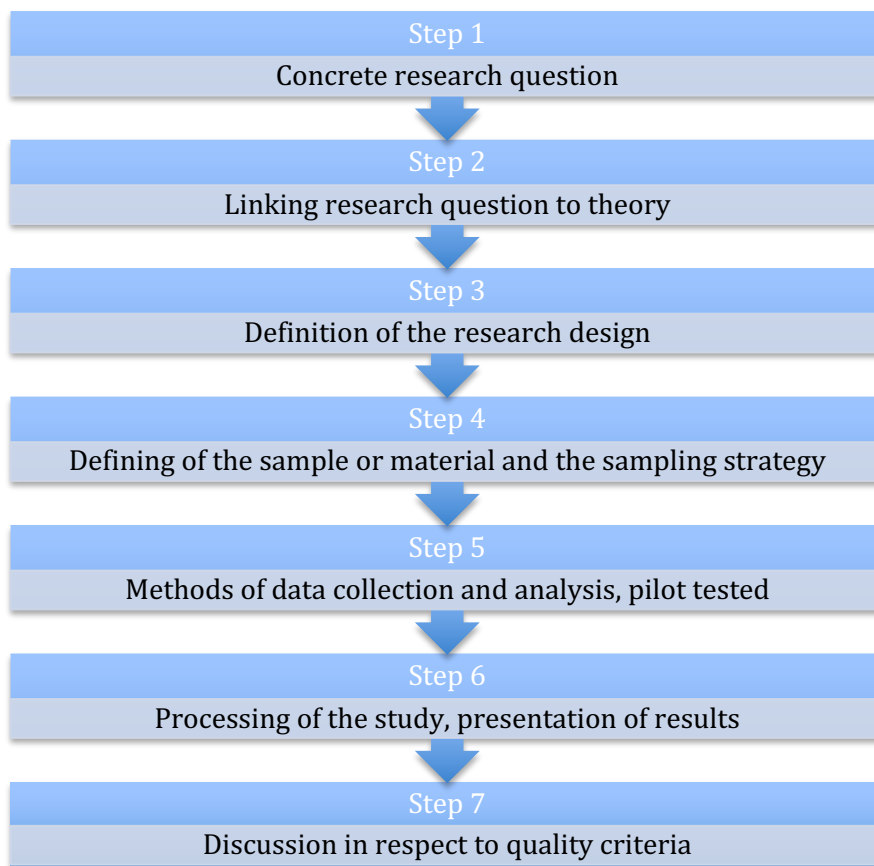 Step 1
Concrete research question
Step 2
Linking research question to theory
Step 3
Definition of the research design
Step 4
Defining of the sample or material and the sampling strategy
Step 5
Methods of data collection and analysis, pilot tested
Step 6
Processing of the study, presentation of results
Step 7
Discussion in respect to quality criteria